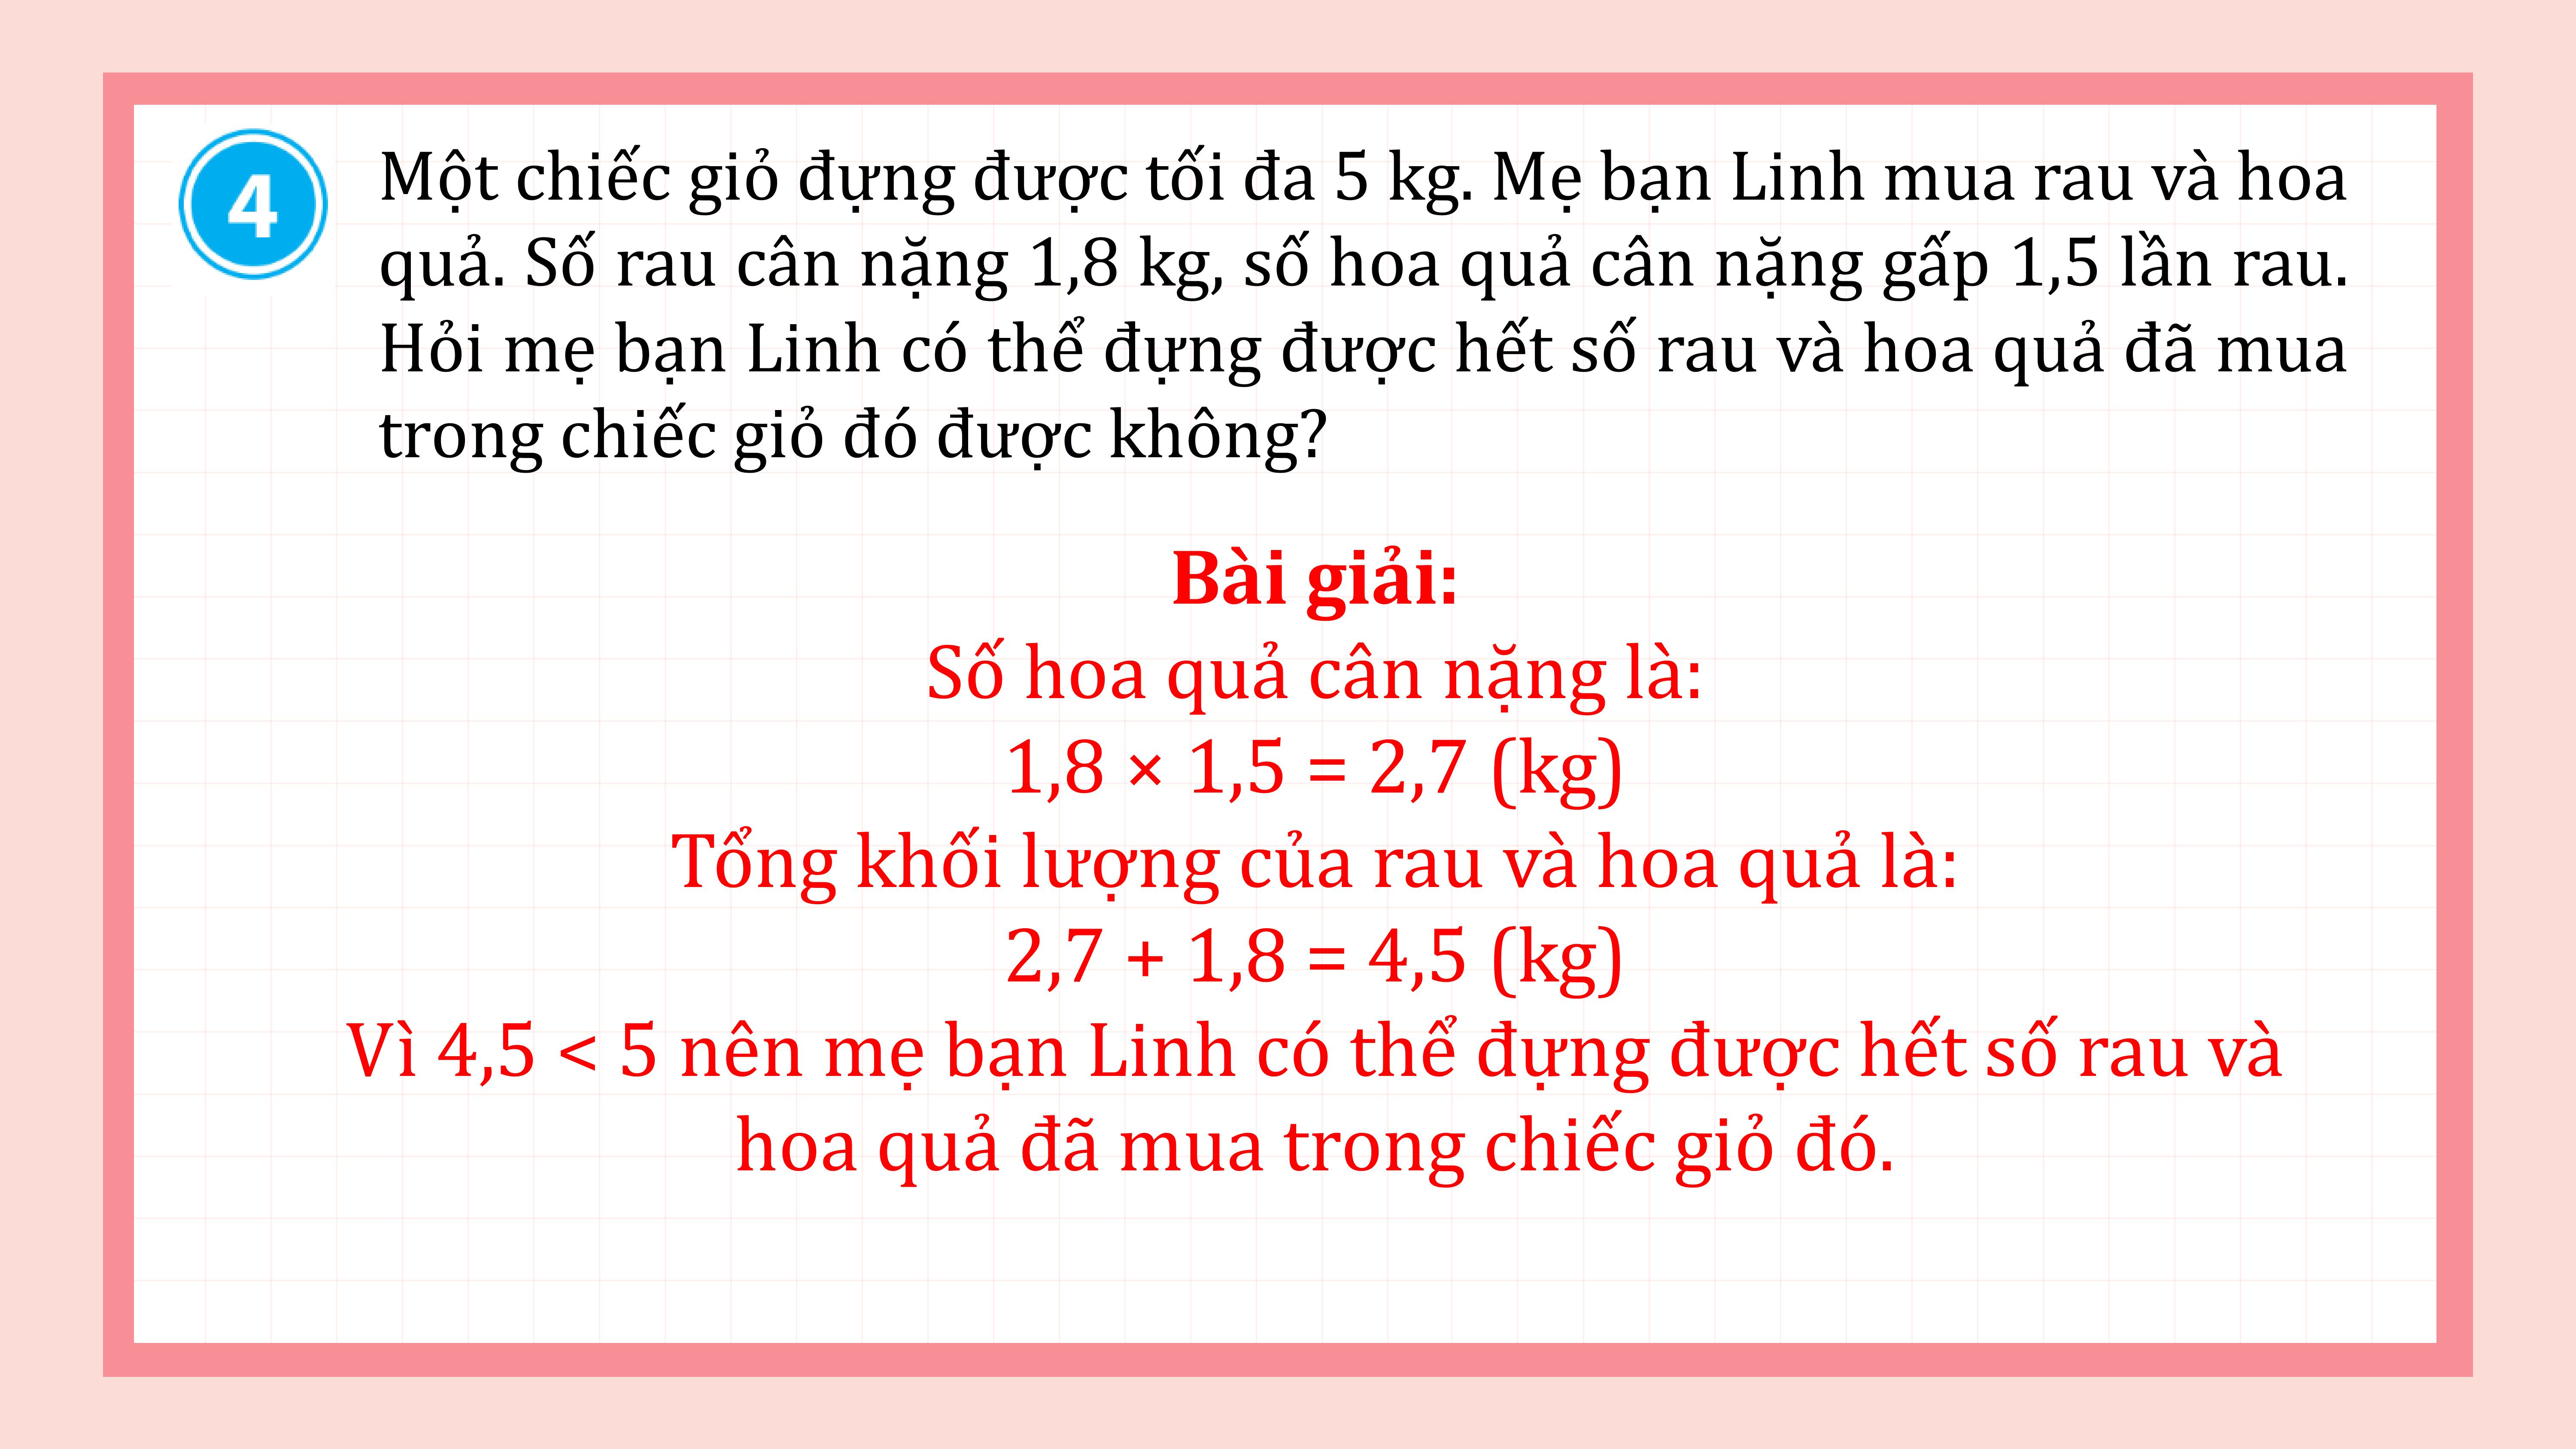 4
Một chiếc giỏ đựng được tối đa 5 kg. Mẹ bạn Linh mua rau và hoa
quả. Số rau cân nặng 1,8 kg, số hoa quả cân nặng gấp 1,5 lần rau.
Hỏi mẹ bạn Linh có thể đựng được hết số rau và hoa quả đã mua
trong chiếc giỏ đó được không?
Bài giải:
Số hoa quả cân nặng là:
1,8 × 1,5 = 2,7 (kg)
Tổng khối lượng của rau và hoa quả là:
2,7 + 1,8 = 4,5 (kg)
Vì 4,5 < 5 nên mẹ bạn Linh có thể đựng được hết số rau và
hoa quả đã mua trong chiếc giỏ đó.